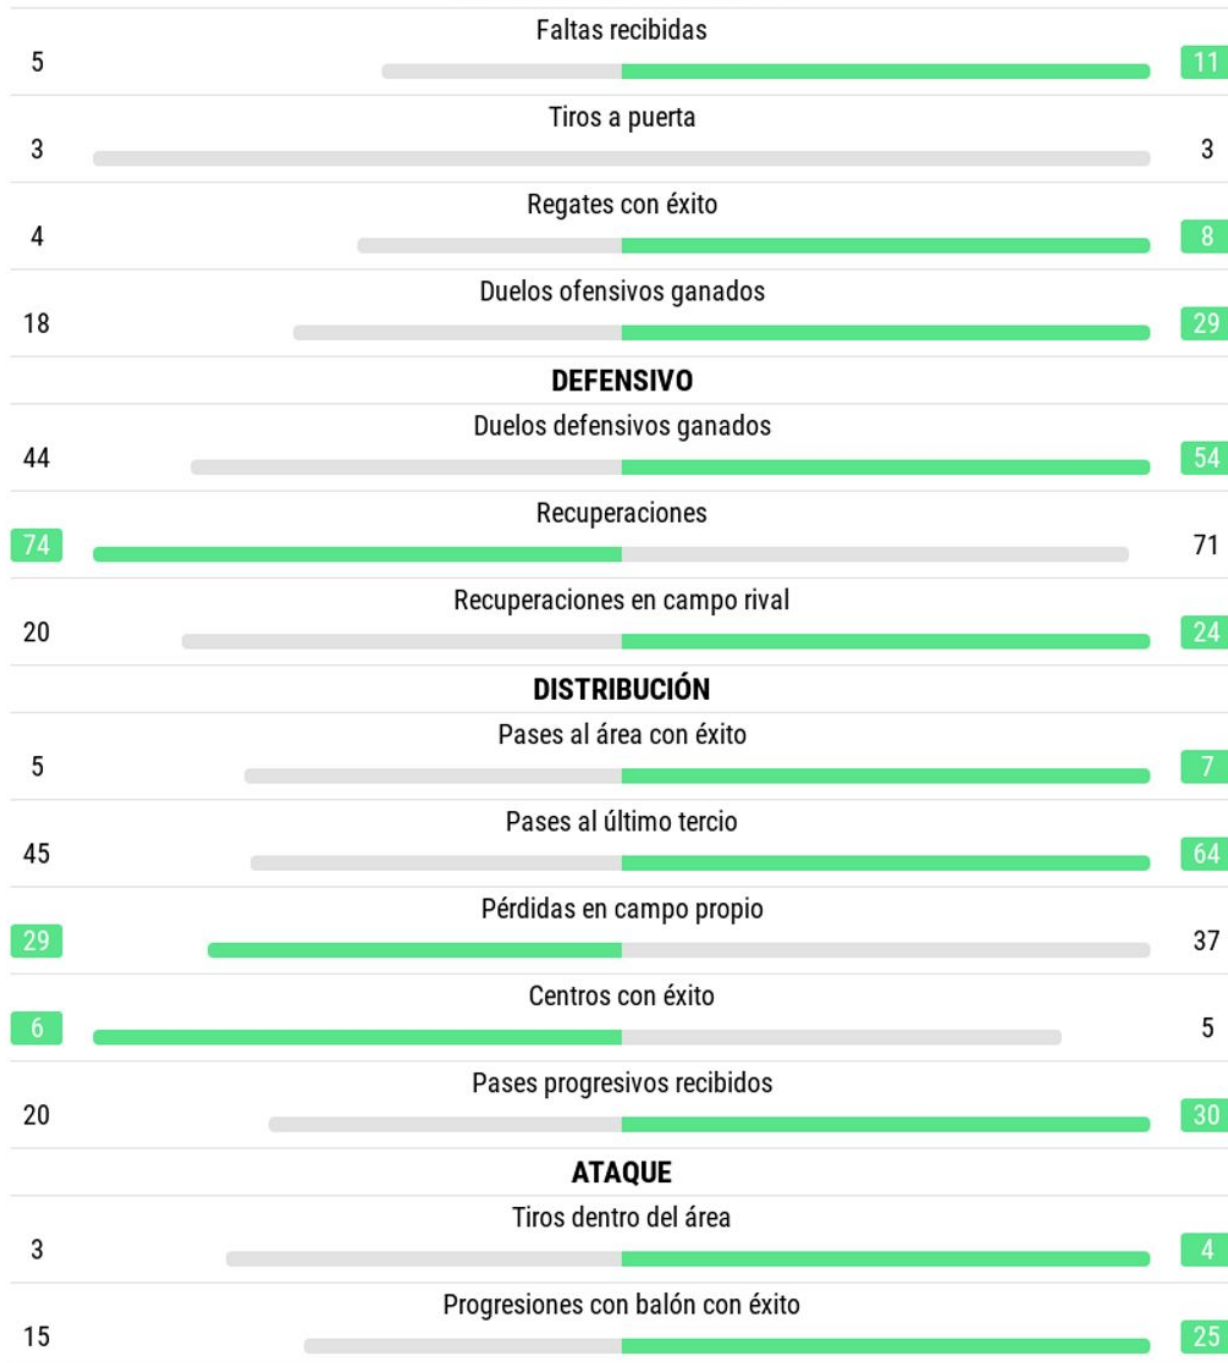 Faltas recibidas
5 11
Tiros a puerta
3 3
Regates con éxito
4 8
Duelos ofensivos ganados
18 29
DEFENSIVO
Duelos defensivos ganados
44 54
Recuperaciones
74 71
Recuperaciones en campo rival
20 24
DISTRIBUCIÓN
Pases al área con éxito
5 7
Pases al último tercio
45 64
Pérdidas en campo propio
29 37
Centros con éxito
6 5
Pases progresivos recibidos
20 30
ATAQUE
Tiros dentro del área
3 4
Progresiones con balón con éxito
15 25